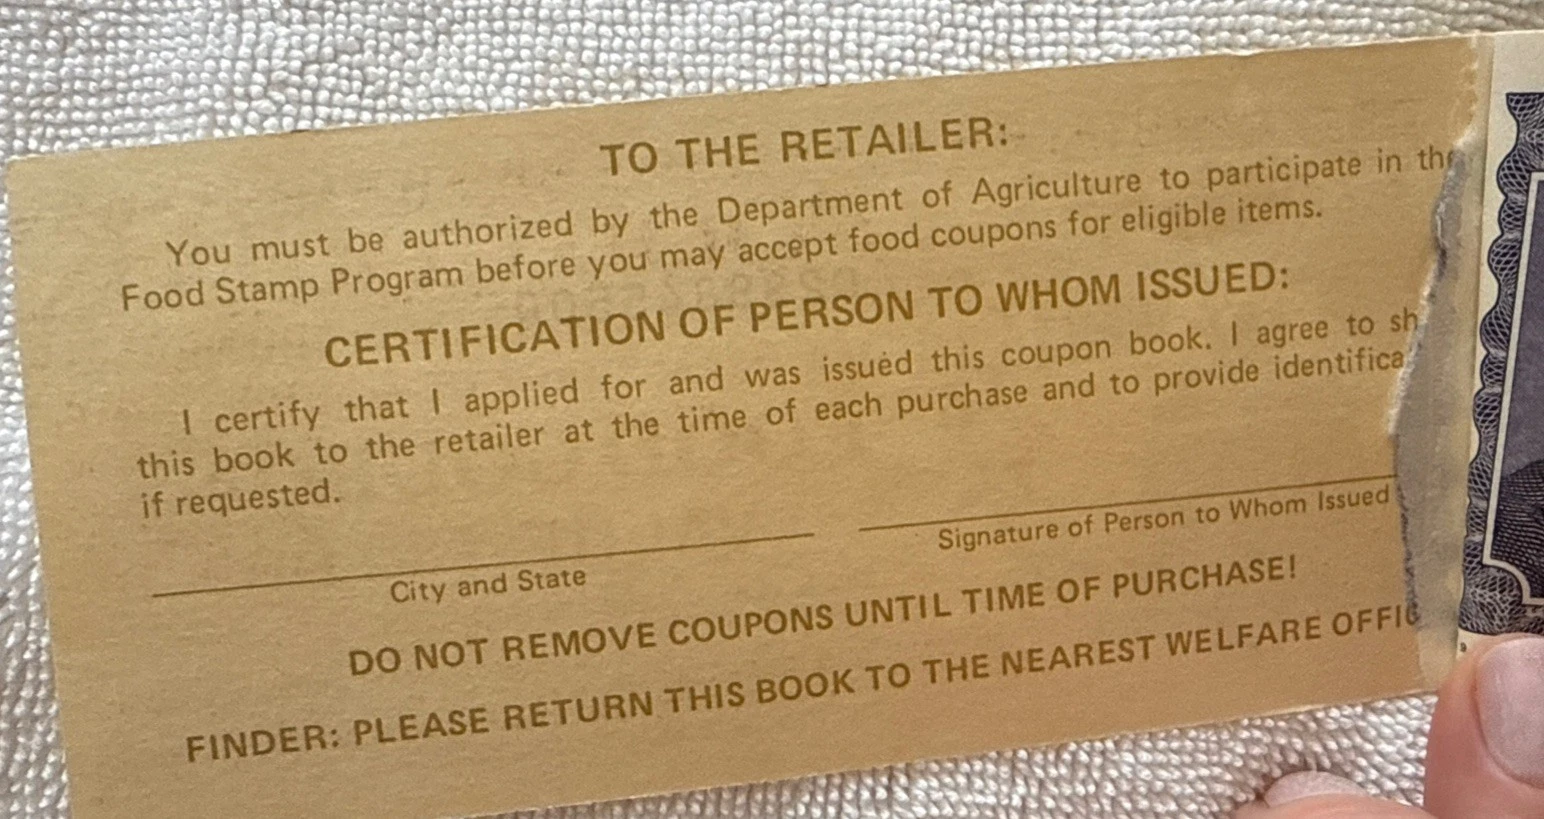 TO THE RETAILER:
You must be authorized by the Department of Agriculture to participate in the
Food Stamp Program before you may accept food coupons for eligible items.
CERTIFICATION OF PERSON TO WHOM ISSUED:
I certify that I applied for and was issued this coupon book. I agree to sh
this book to the retailer at the time of each purchase and to provide identifica
if requested.
City and State
Signature of Person to Whom Issued
DO NOT REMOVE COUPONS UNTIL TIME OF PURCHASE!
FINDER: PLEASE RETURN THIS BOOK TO THE NEAREST WELFARE OFFIC